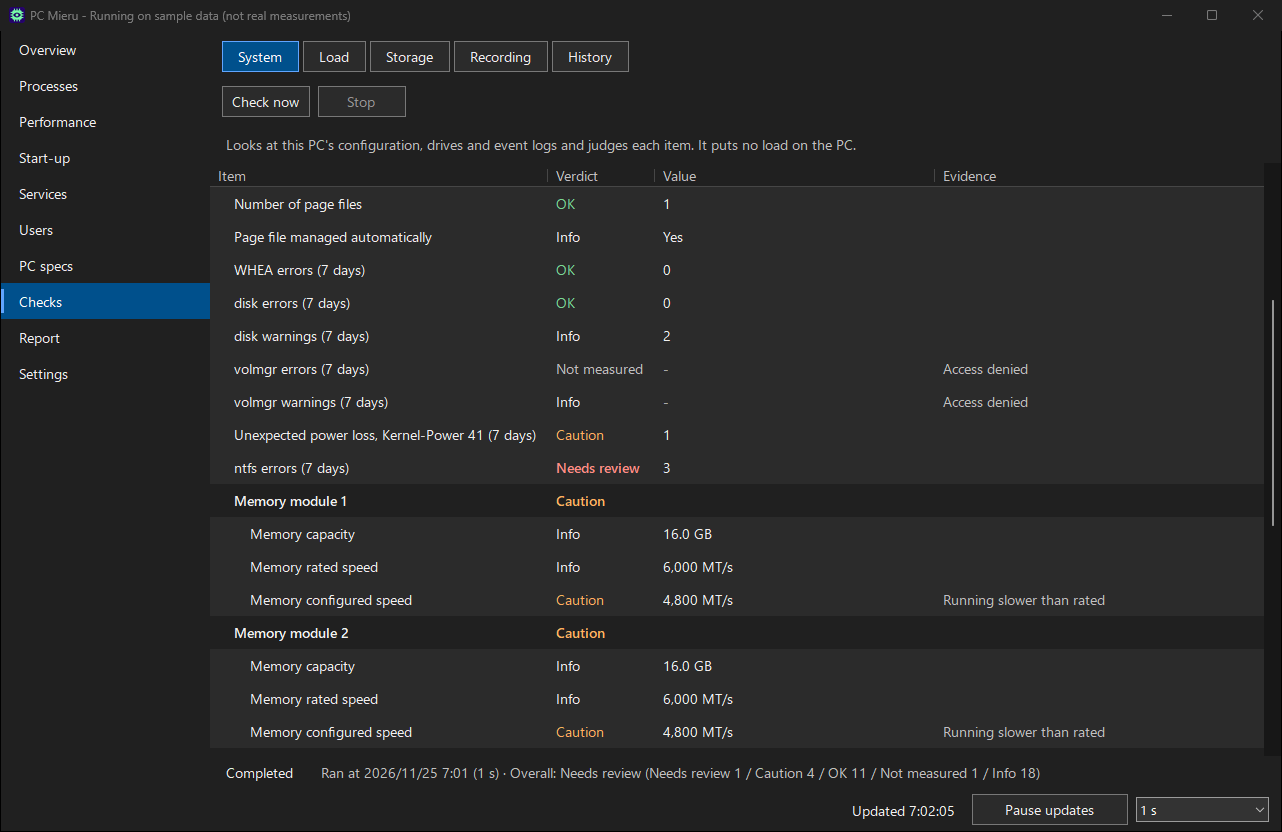 PC Mieru - Running on sample data (not real measurements)
Overview
Processes
Performance
Start-up
Services
Users
PC specs
Checks
Report
Settings
System Load Storage Recording History
Check now Stop
Looks at this PC's configuration, drives and event logs and judges each item. It puts no load on the PC.
Item Verdict Value Evidence
Number of page files OK 1
Page file managed automatically Info Yes
WHEA errors (7 days) OK 0
disk errors (7 days) OK 0
disk warnings (7 days) Info 2
volmgr errors (7 days) Not measured - Access denied
volmgr warnings (7 days) Info - Access denied
Unexpected power loss, Kernel-Power 41 (7 days) Caution 1
ntfs errors (7 days) Needs review 3
Memory module 1 Caution
Memory capacity Info 16.0 GB
Memory rated speed Info 6,000 MT/s
Memory configured speed Caution 4,800 MT/s Running slower than rated
Memory module 2 Caution
Memory capacity Info 16.0 GB
Memory rated speed Info 6,000 MT/s
Memory configured speed Caution 4,800 MT/s Running slower than rated
Completed Ran at 2026/11/25 7:01 (1 s) · Overall: Needs review (Needs review 1 / Caution 4 / OK 11 / Not measured 1 / Info 18)
Updated 7:02:05 Pause updates 1 s